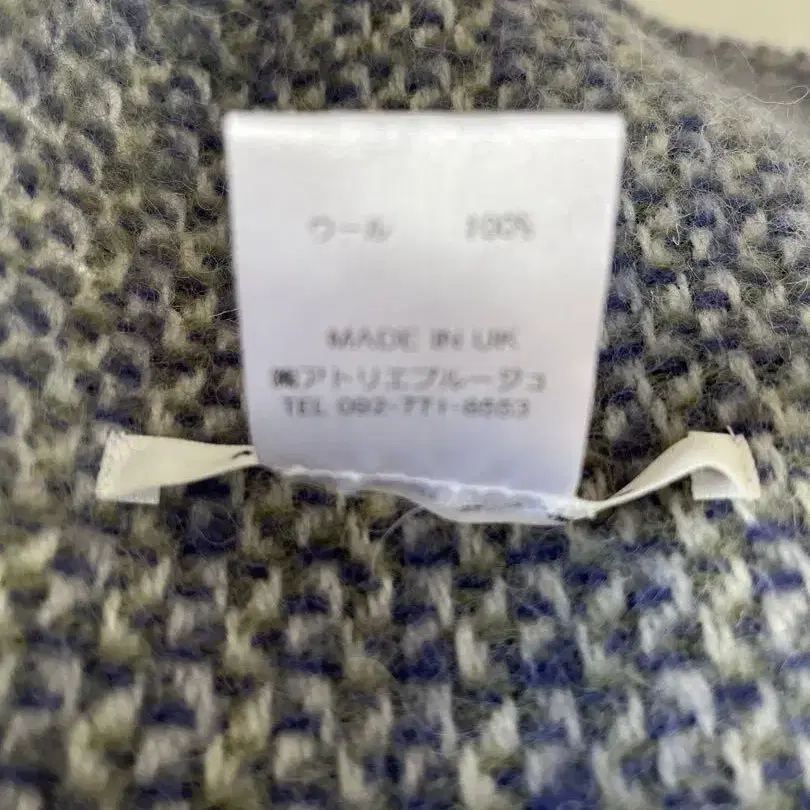 ウール 100%
MADE IN UK
㈱アトリエブルージュ
TEL 092-771-6553